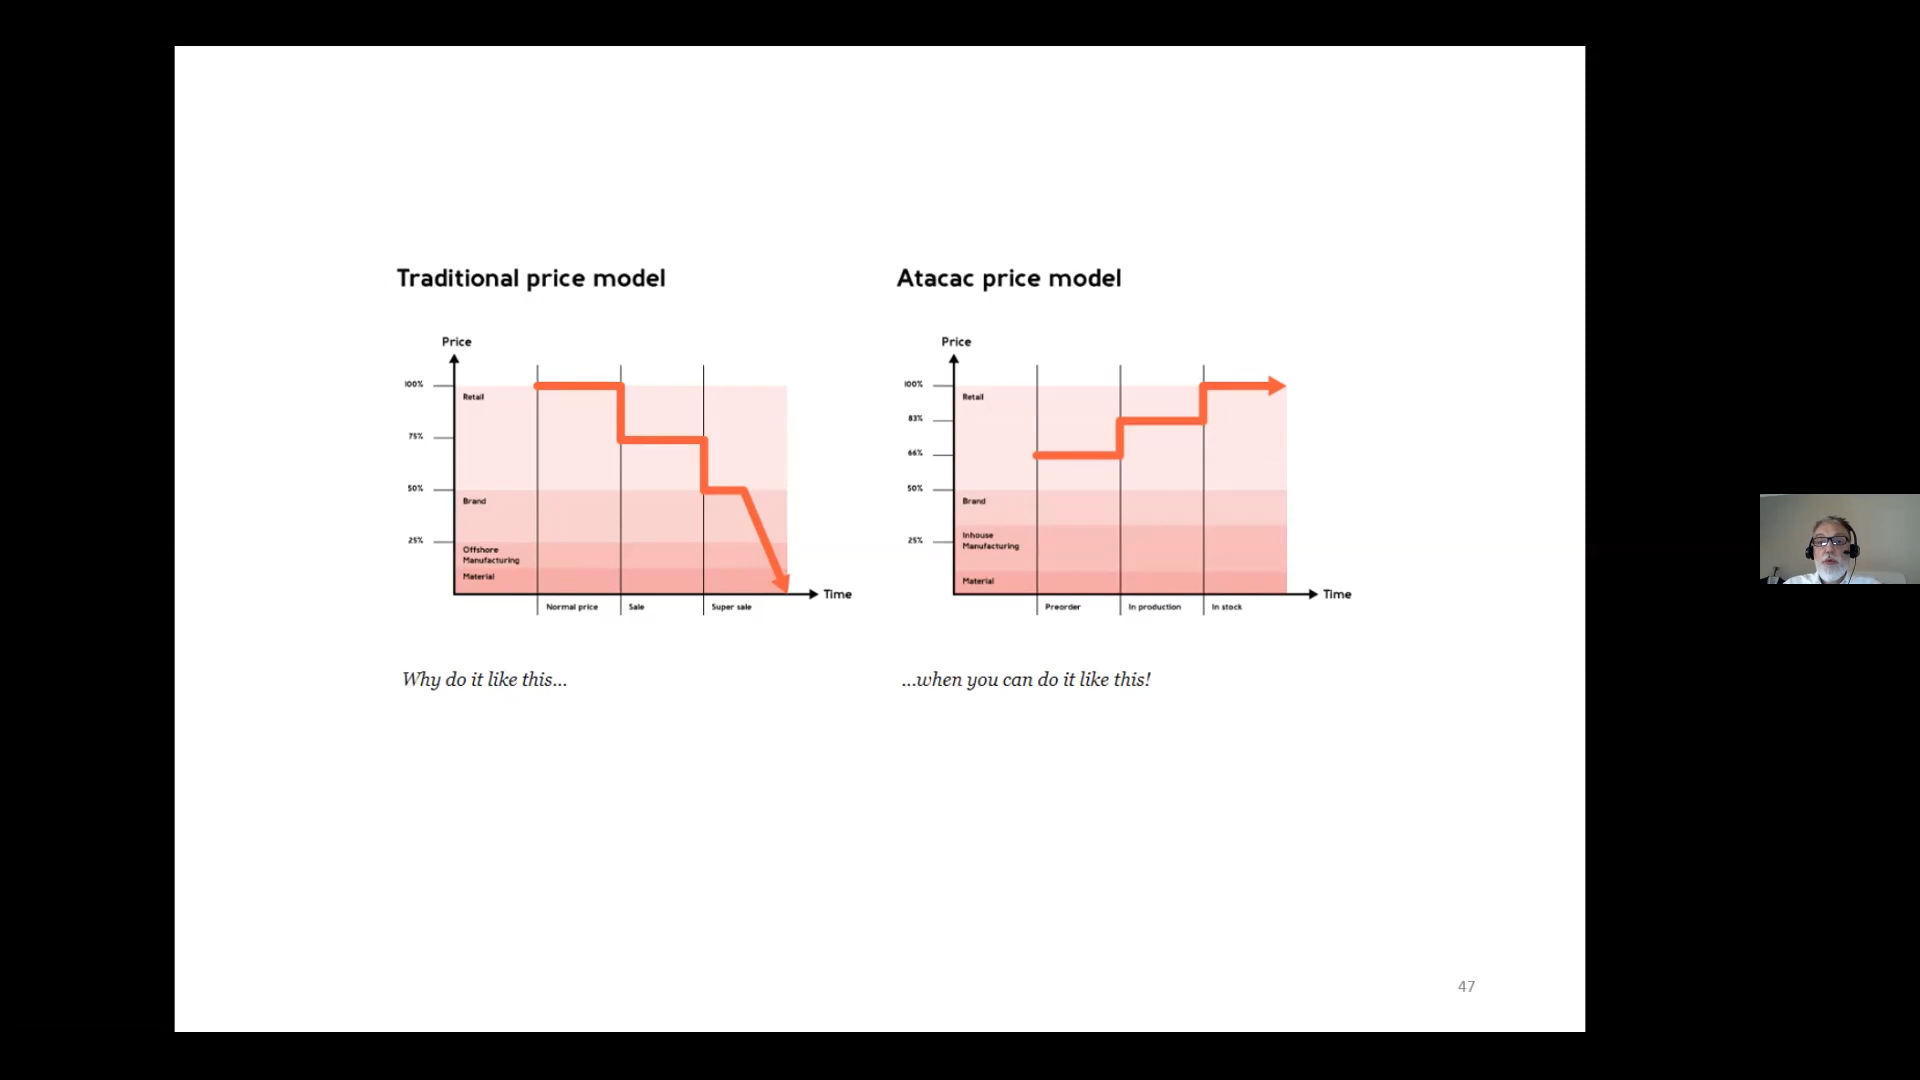 Traditional price model
Price
100%
75%
50%
25%
Retail
Brand
Offshore
Manufacturing
Material
Time
Normal price
Sale
Super sale
Why do it like this...
Atacac price model
Price
100%
83%
66%
50%
25%
Retail
Brand
Inhouse
Manufacturing
Material
Time
Preorder
In production
In stock
...when you can do it like this!
47